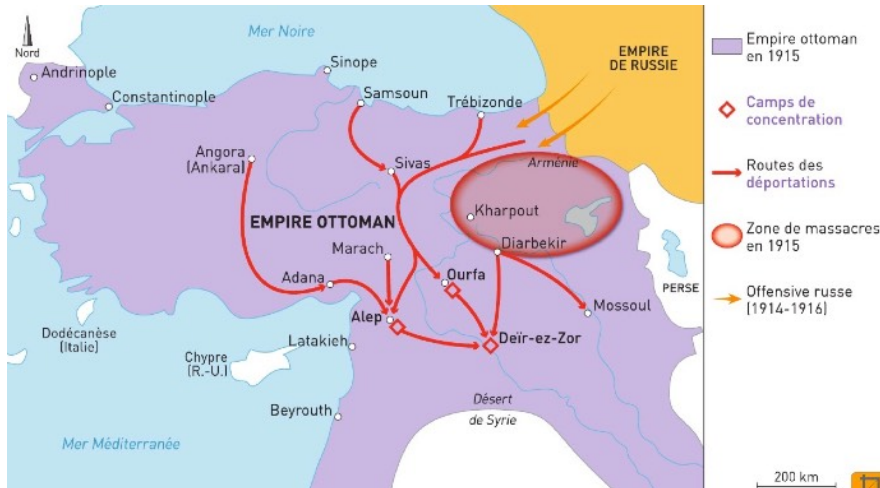 Nord
Mer Noire
Andrinople
Constantinople
Sinope
Samsoun
Trébizonde
EMPIRE
DE RUSSIE
Angora
(Ankara)
Sivas
Arménie
EMPIRE OTTOMAN
Kharpout
Marach
Diarbekir
Adana
Ourfa
Mossoul
PERSE
Alep
Dodécanèse
(Italie)
Latakieh
Deïr-ez-Zor
Chypre
(R.-U.)
Beyrouth
Désert
de Syrie
Mer Méditerranée
Empire ottoman
en 1915
Camps de
concentration
Routes des
déportations
Zone de massacres
en 1915
Offensive russe
(1914-1916)
200 km